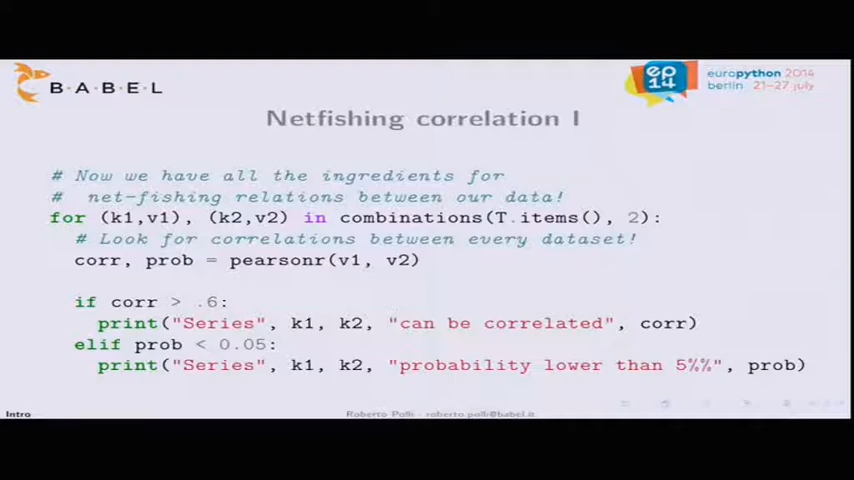 B·A·B·E·L
ep
14
europython 2014
berlin 21–27 july
Netfishing correlation I
# Now we have all the ingredients for
#  net-fishing relations between our data!
for (k1,v1), (k2,v2) in combinations(T.items(), 2):
# Look for correlations between every dataset!
corr, prob = pearsonr(v1, v2)
if corr > .6:
print("Series", k1, k2, "can be correlated", corr)
elif prob < 0.05:
print("Series", k1, k2, "probability lower than 5%%", prob)
Intro
Roberto Polli - roberto.polli@babel.it